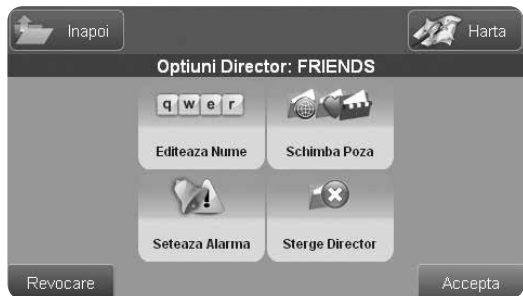 Inapoi
Harta
Optiuni Director: FRIENDS
q w e r
Editeaza Nume
Schimba Poza
Seteaza Alarma
Sterge Director
Revocare
Accepta